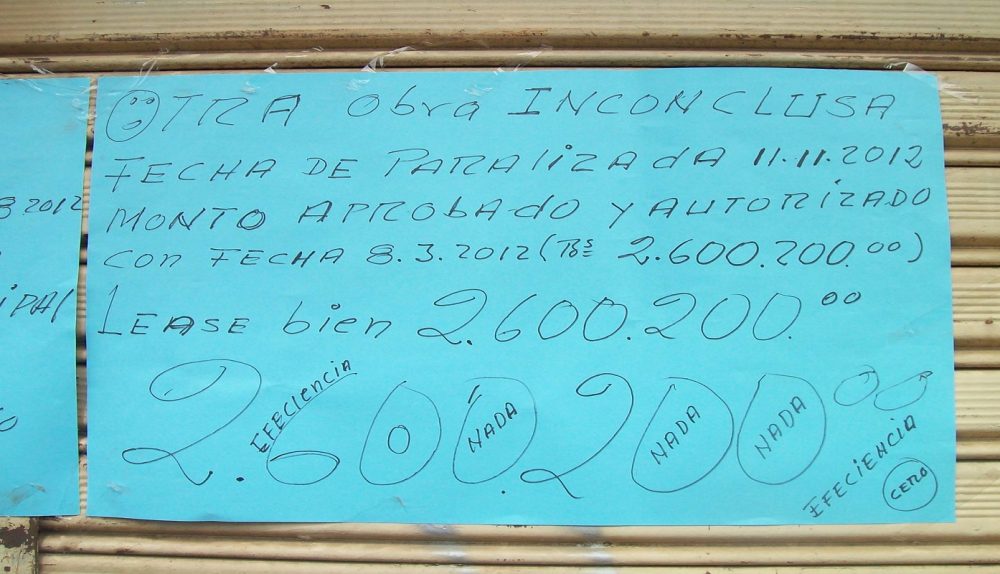 OTRA Obra INCONCLUSA
FECHA DE PARAlizAdA 11.11.2012
MONTO APRObAdO Y AUTORizADO
Con FECHA 8.3.2012 (Bs 2.600.200.00)
LEASE bien 2.600.200.00
2.600.200.00
EFECIENCIA
O
NADA
NADA
NADA
EFECIENCIA
CERO
2012